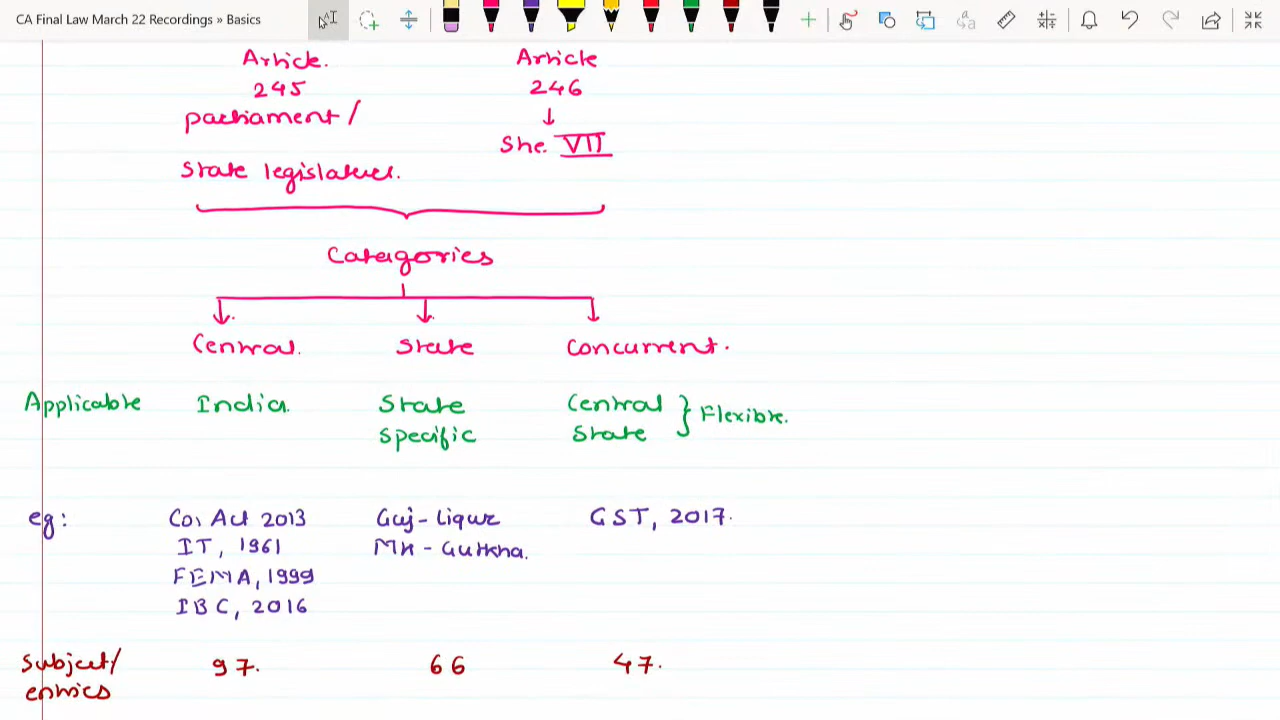 CA Final Law March 22 Recordings » Basics
Article. Article
245 246
parliament /
She. VII
State legislature.
Categories
Central. State Concurrent.
Applicable India. State Central } Flexible.
Specific State
eg: Co, Act 2013 Guj - Liqur GST, 2017.
IT, 1961 MH - Gutkha.
FEMA, 1999
IBC, 2016
Subject/ 97. 66 47.
entries